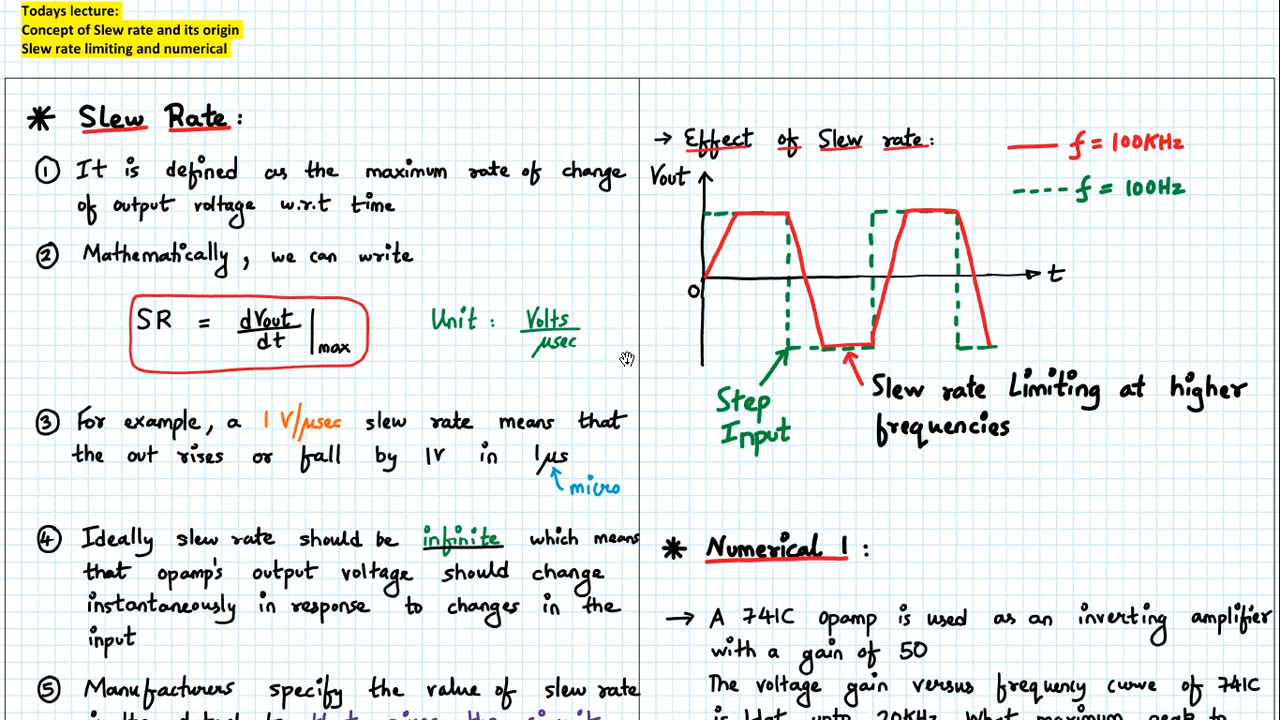 Todays lecture:
Concept of Slew rate and its origin
Slew rate limiting and numerical
* Slew Rate:
① It is defined as the maximum rate of change
of output voltage w.r.t time
② Mathematically, we can write
SR = dVout/dt |max
Unit: Volts/μsec
③ For example, a 1 V/μsec slew rate means that
the out rises or fall by 1V in 1μs
micro
④ Ideally slew rate should be infinite which means
that opamp's output voltage should change
instantaneously in response to changes in the
input
⑤ Manufacturers specify the value of slew rate
→ Effect of Slew rate:
f = 100KHz
f = 100Hz
Vout
0
t
Step
Input
Slew rate Limiting at higher
frequencies
* Numerical 1:
→ A 741C opamp is used as an inverting amplifier
with a gain of 50
The voltage gain versus frequency curve of 741C